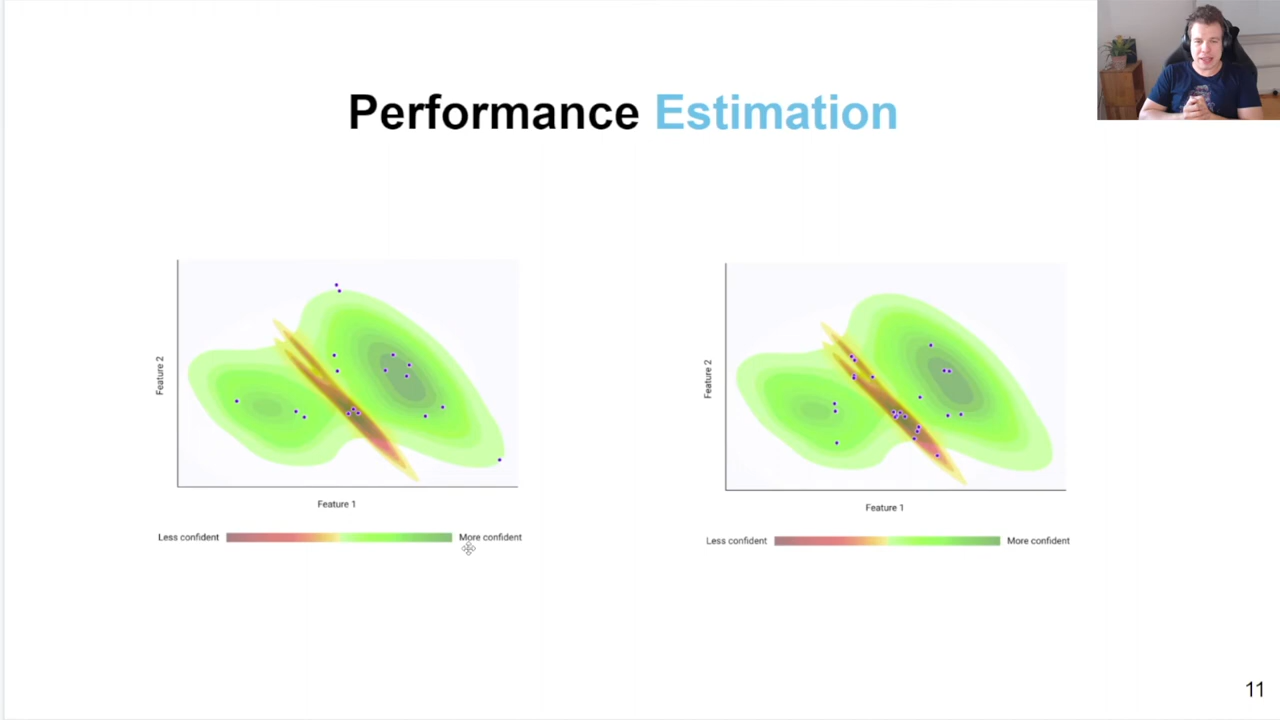 Performance Estimation
Feature 2
Feature 1
Less confident More confident
Feature 2
Feature 1
Less confident More confident
11